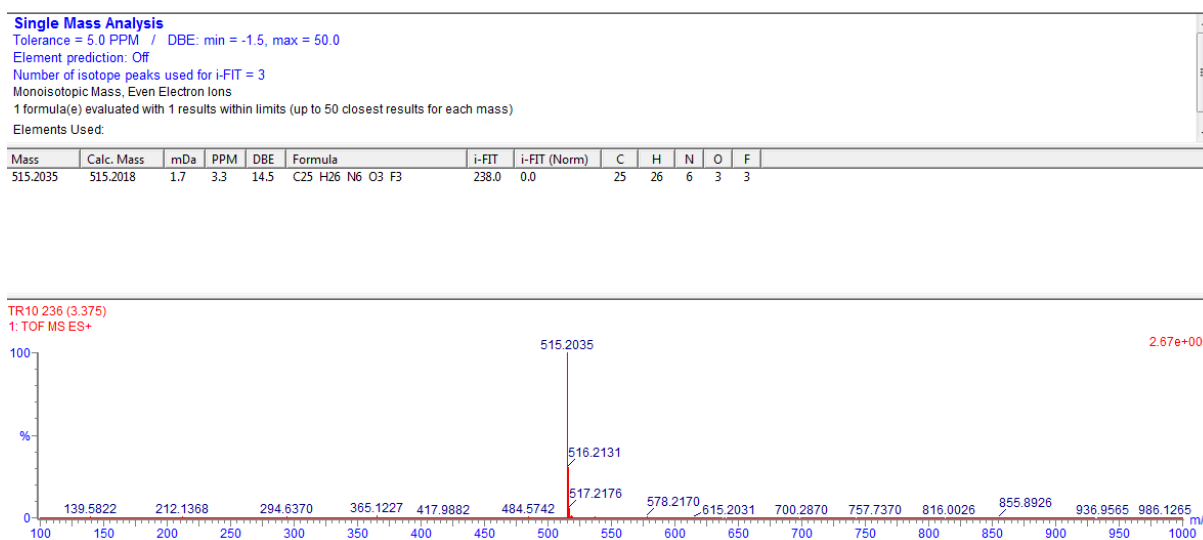 Single Mass Analysis
Tolerance = 5.0 PPM / DBE: min = -1.5, max = 50.0
Element prediction: Off
Number of isotope peaks used for i-FIT = 3
Monoisotopic Mass, Even Electron Ions
1 formula(e) evaluated with 1 results within limits (up to 50 closest results for each mass)
Elements Used:
Mass Calc. Mass mDa PPM DBE Formula i-FIT i-FIT (Norm) C H N O F
515.2035 515.2018 1.7 3.3 14.5 C25 H26 N6 O3 F3 238.0 0.0 25 26 6 3 3
TR10 236 (3.375)
1: TOF MS ES+
2.67e+00
515.2035
100
%
516.2131
517.2176
139.5822 212.1368 294.6370 365.1227 417.9882 484.5742 578.2170 615.2031 700.2870 757.7370 816.0026 855.8926 936.9565 986.1265
0
100 150 200 250 300 350 400 450 500 550 600 650 700 750 800 850 900 950 1000